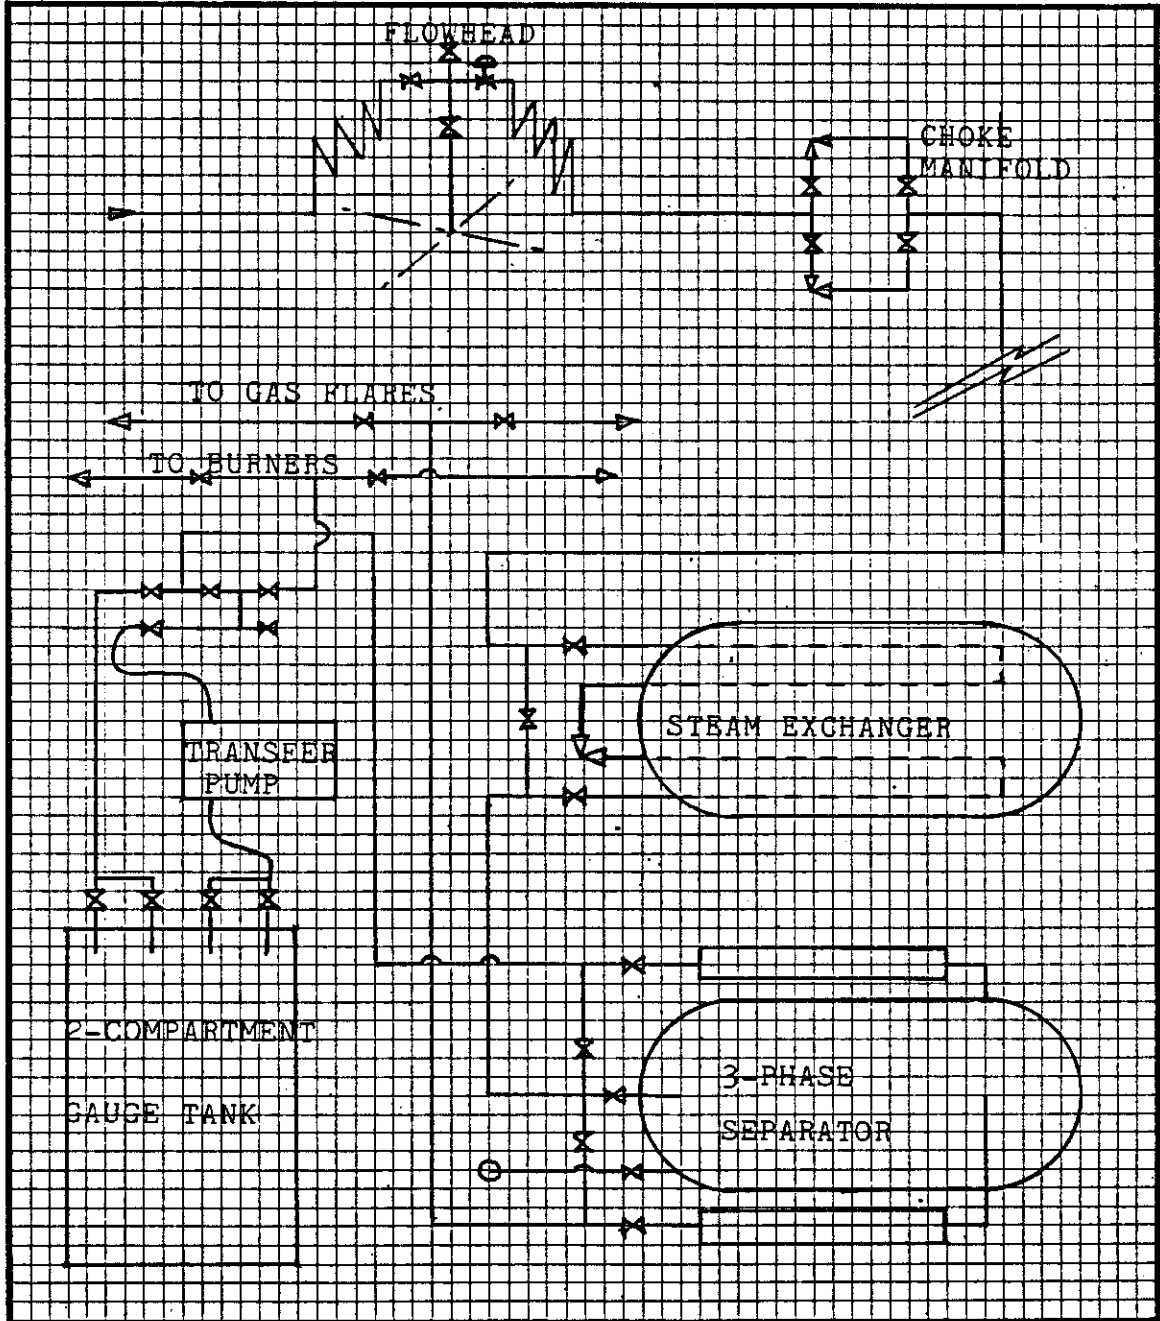 FLOWHEAD
CHOKE
MANIFOLD
TO GAS FLARES
TO BURNERS
STEAM EXCHANGER
TRANSFER
PUMP
2-COMPARTMENT
GAUGE TANK
3-PHASE
SEPARATOR